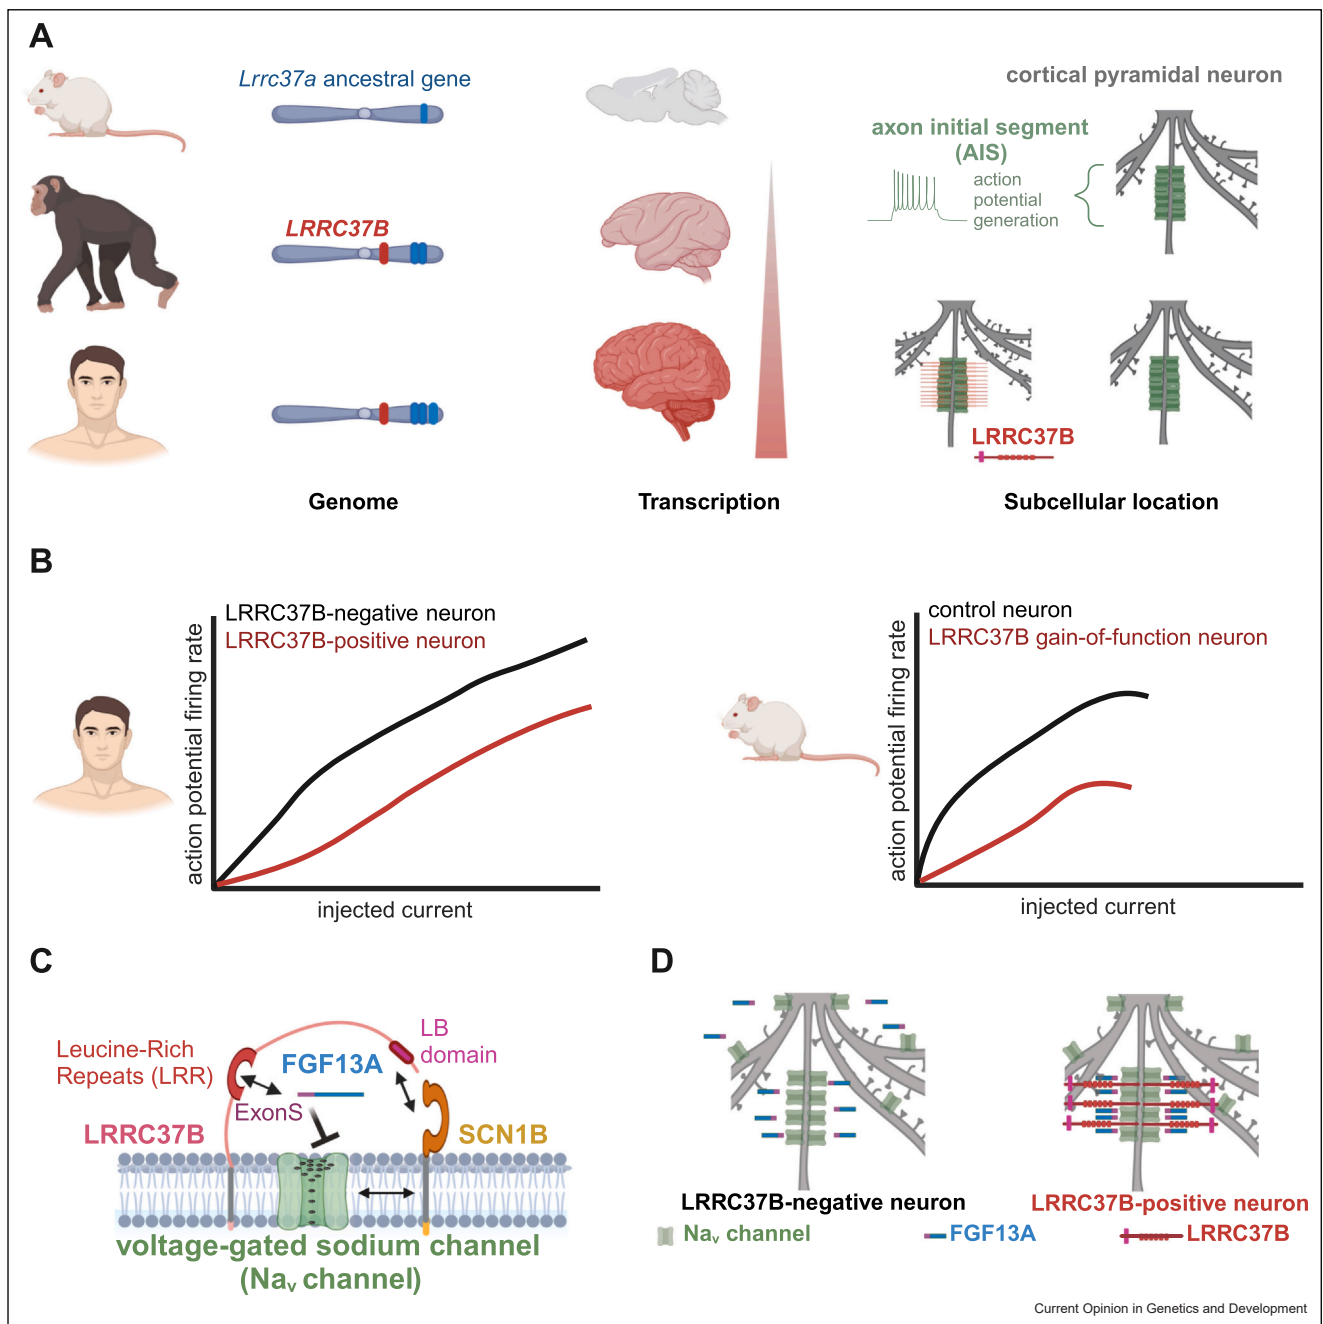 A
Lrrc37a ancestral gene
cortical pyramidal neuron
axon initial segment
(AIS)
action
potential
generation
LRRC37B
LRRC37B
Genome
Transcription
Subcellular location
B
LRRC37B-negative neuron
LRRC37B-positive neuron
action potential firing rate
injected current
control neuron
LRRC37B gain-of-function neuron
action potential firing rate
injected current
C
Leucine-Rich
Repeats (LRR)
FGF13A
LB
domain
ExonS
LRRC37B
SCN1B
voltage-gated sodium channel
(Naᵥ channel)
D
LRRC37B-negative neuron
LRRC37B-positive neuron
Naᵥ channel
FGF13A
LRRC37B
Current Opinion in Genetics and Development